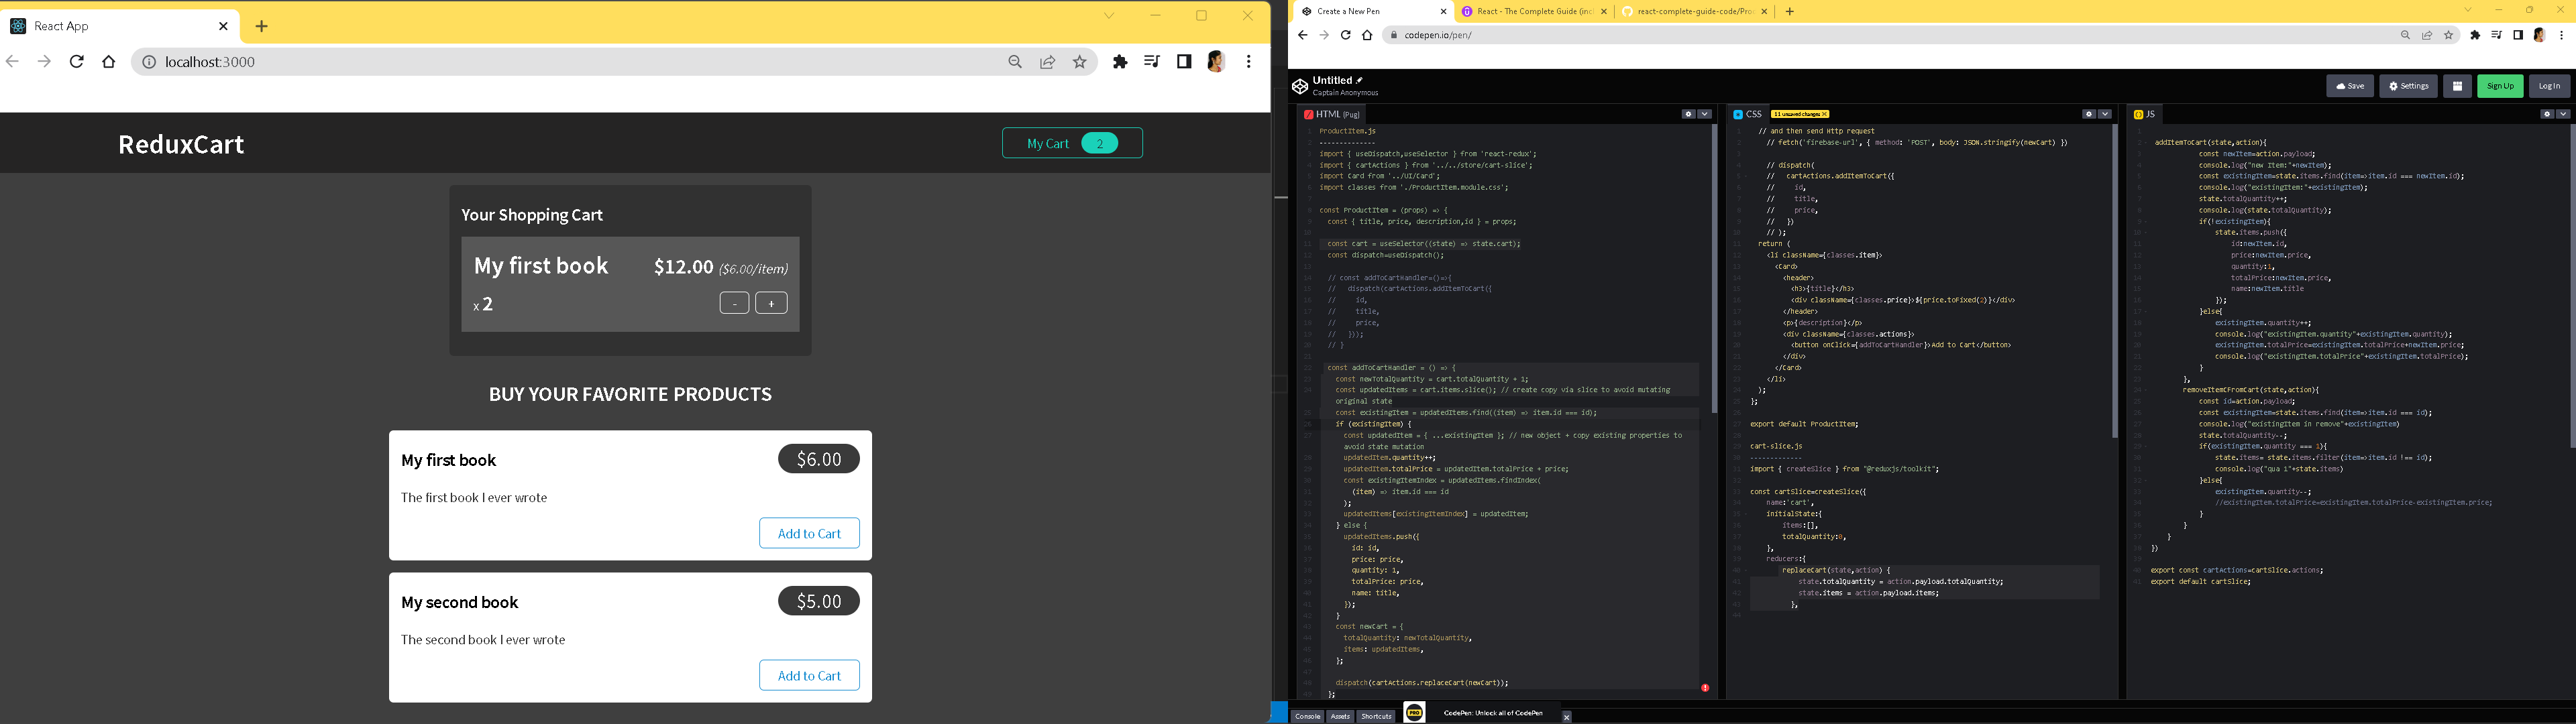 React App
localhost:3000
ReduxCart
My Cart 2
Your Shopping Cart
My first book $12.00 ($6.00/item)
x 2 - +
BUY YOUR FAVORITE PRODUCTS
My first book $6.00
The first book I ever wrote
Add to Cart
My second book $5.00
The second book I ever wrote
Add to Cart
Create a New Pen
React - The Complete Guide (incl
react-complete-guide-code/Pro
codepen.io/pen/
Untitled
Captain Anonymous
Save
Settings
Sign Up
Log In
HTML (Pug)
ProductItem.js
--------------
import { useDispatch,useSelector } from 'react-redux';
import { cartActions } from '../../store/cart-slice';
import Card from '../UI/Card';
import classes from './ProductItem.module.css';
const ProductItem = (props) => {
const { title, price, description,id } = props;
const cart = useSelector((state) => state.cart);
const dispatch=useDispatch();
// const addToCartHandler=()=>{
// dispatch(cartActions.addItemToCart({
// id,
// title,
// price,
// }));
// }
const addToCartHandler = () => {
const newTotalQuantity = cart.totalQuantity + 1;
const updatedItems = cart.items.slice(); // create copy via slice to avoid mutating
original state
const existingItem = updatedItems.find((item) => item.id === id);
if (existingItem) {
const updatedItem = { ...existingItem }; // new object + copy existing properties to
avoid state mutation
updatedItem.quantity++;
updatedItem.totalPrice = updatedItem.totalPrice + price;
const existingItemIndex = updatedItems.findIndex(
(item) => item.id === id
);
updatedItems[existingItemIndex] = updatedItem;
} else {
updatedItems.push({
id: id,
price: price,
quantity: 1,
totalPrice: price,
name: title,
});
}
const newCart = {
totalQuantity: newTotalQuantity,
items: updatedItems,
};
dispatch(cartActions.replaceCart(newCart));
};
CSS
11 unsaved changes X
// and then send Http request
// fetch('firebase-url', { method: 'POST', body: JSON.stringify(newCart) })
// dispatch(
// cartActions.addItemToCart({
// id,
// title,
// price,
// })
// );
return (
<li className={classes.item}>
<Card>
<header>
<h3>{title}</h3>
<div className={classes.price}>${price.toFixed(2)}</div>
</header>
<p>{description}</p>
<div className={classes.actions}>
<button onClick={addToCartHandler}>Add to Cart</button>
</div>
</Card>
</li>
);
};
export default ProductItem;
cart-slice.js
-------------
import { createSlice } from "@reduxjs/toolkit";
const cartSlice=createSlice({
name:'cart',
initialState:{
items:[],
totalQuantity:0,
},
reducers:{
replaceCart(state,action) {
state.totalQuantity = action.payload.totalQuantity;
state.items = action.payload.items;
},
JS
addItemToCart(state,action){
const newItem=action.payload;
console.log("new Item:"+newItem);
const existingItem=state.items.find(item=>item.id === newItem.id);
console.log("existingItem:"+existingItem);
state.totalQuantity++;
console.log(state.totalQuantity);
if(!existingItem){
state.items.push({
id:newItem.id,
price:newItem.price,
quantity:1,
totalPrice:newItem.price,
name:newItem.title
});
}else{
existingItem.quantity++;
console.log("existingItem.quantity"+existingItem.quantity);
existingItem.totalPrice=existingItem.totalPrice+newItem.price;
console.log("existingItem.totalPrice"+existingItem.totalPrice);
}
},
removeItemCFromCart(state,action){
const id=action.payload;
const existingItem=state.items.find(item=>item.id === id);
console.log("existingItem in remove"+existingItem)
state.totalQuantity--;
if(existingItem.quantity === 1){
state.items= state.items.filter(item=>item.id !== id);
console.log("qua 1"+state.items)
}else{
existingItem.quantity--;
//existingItem.totalPrice=existingItem.totalPrice-existingItem.price;
}
}
}
})
export const cartActions=cartSlice.actions;
export default cartSlice;
Console
Assets
Shortcuts
PRO
CodePen: Unlock all of CodePen